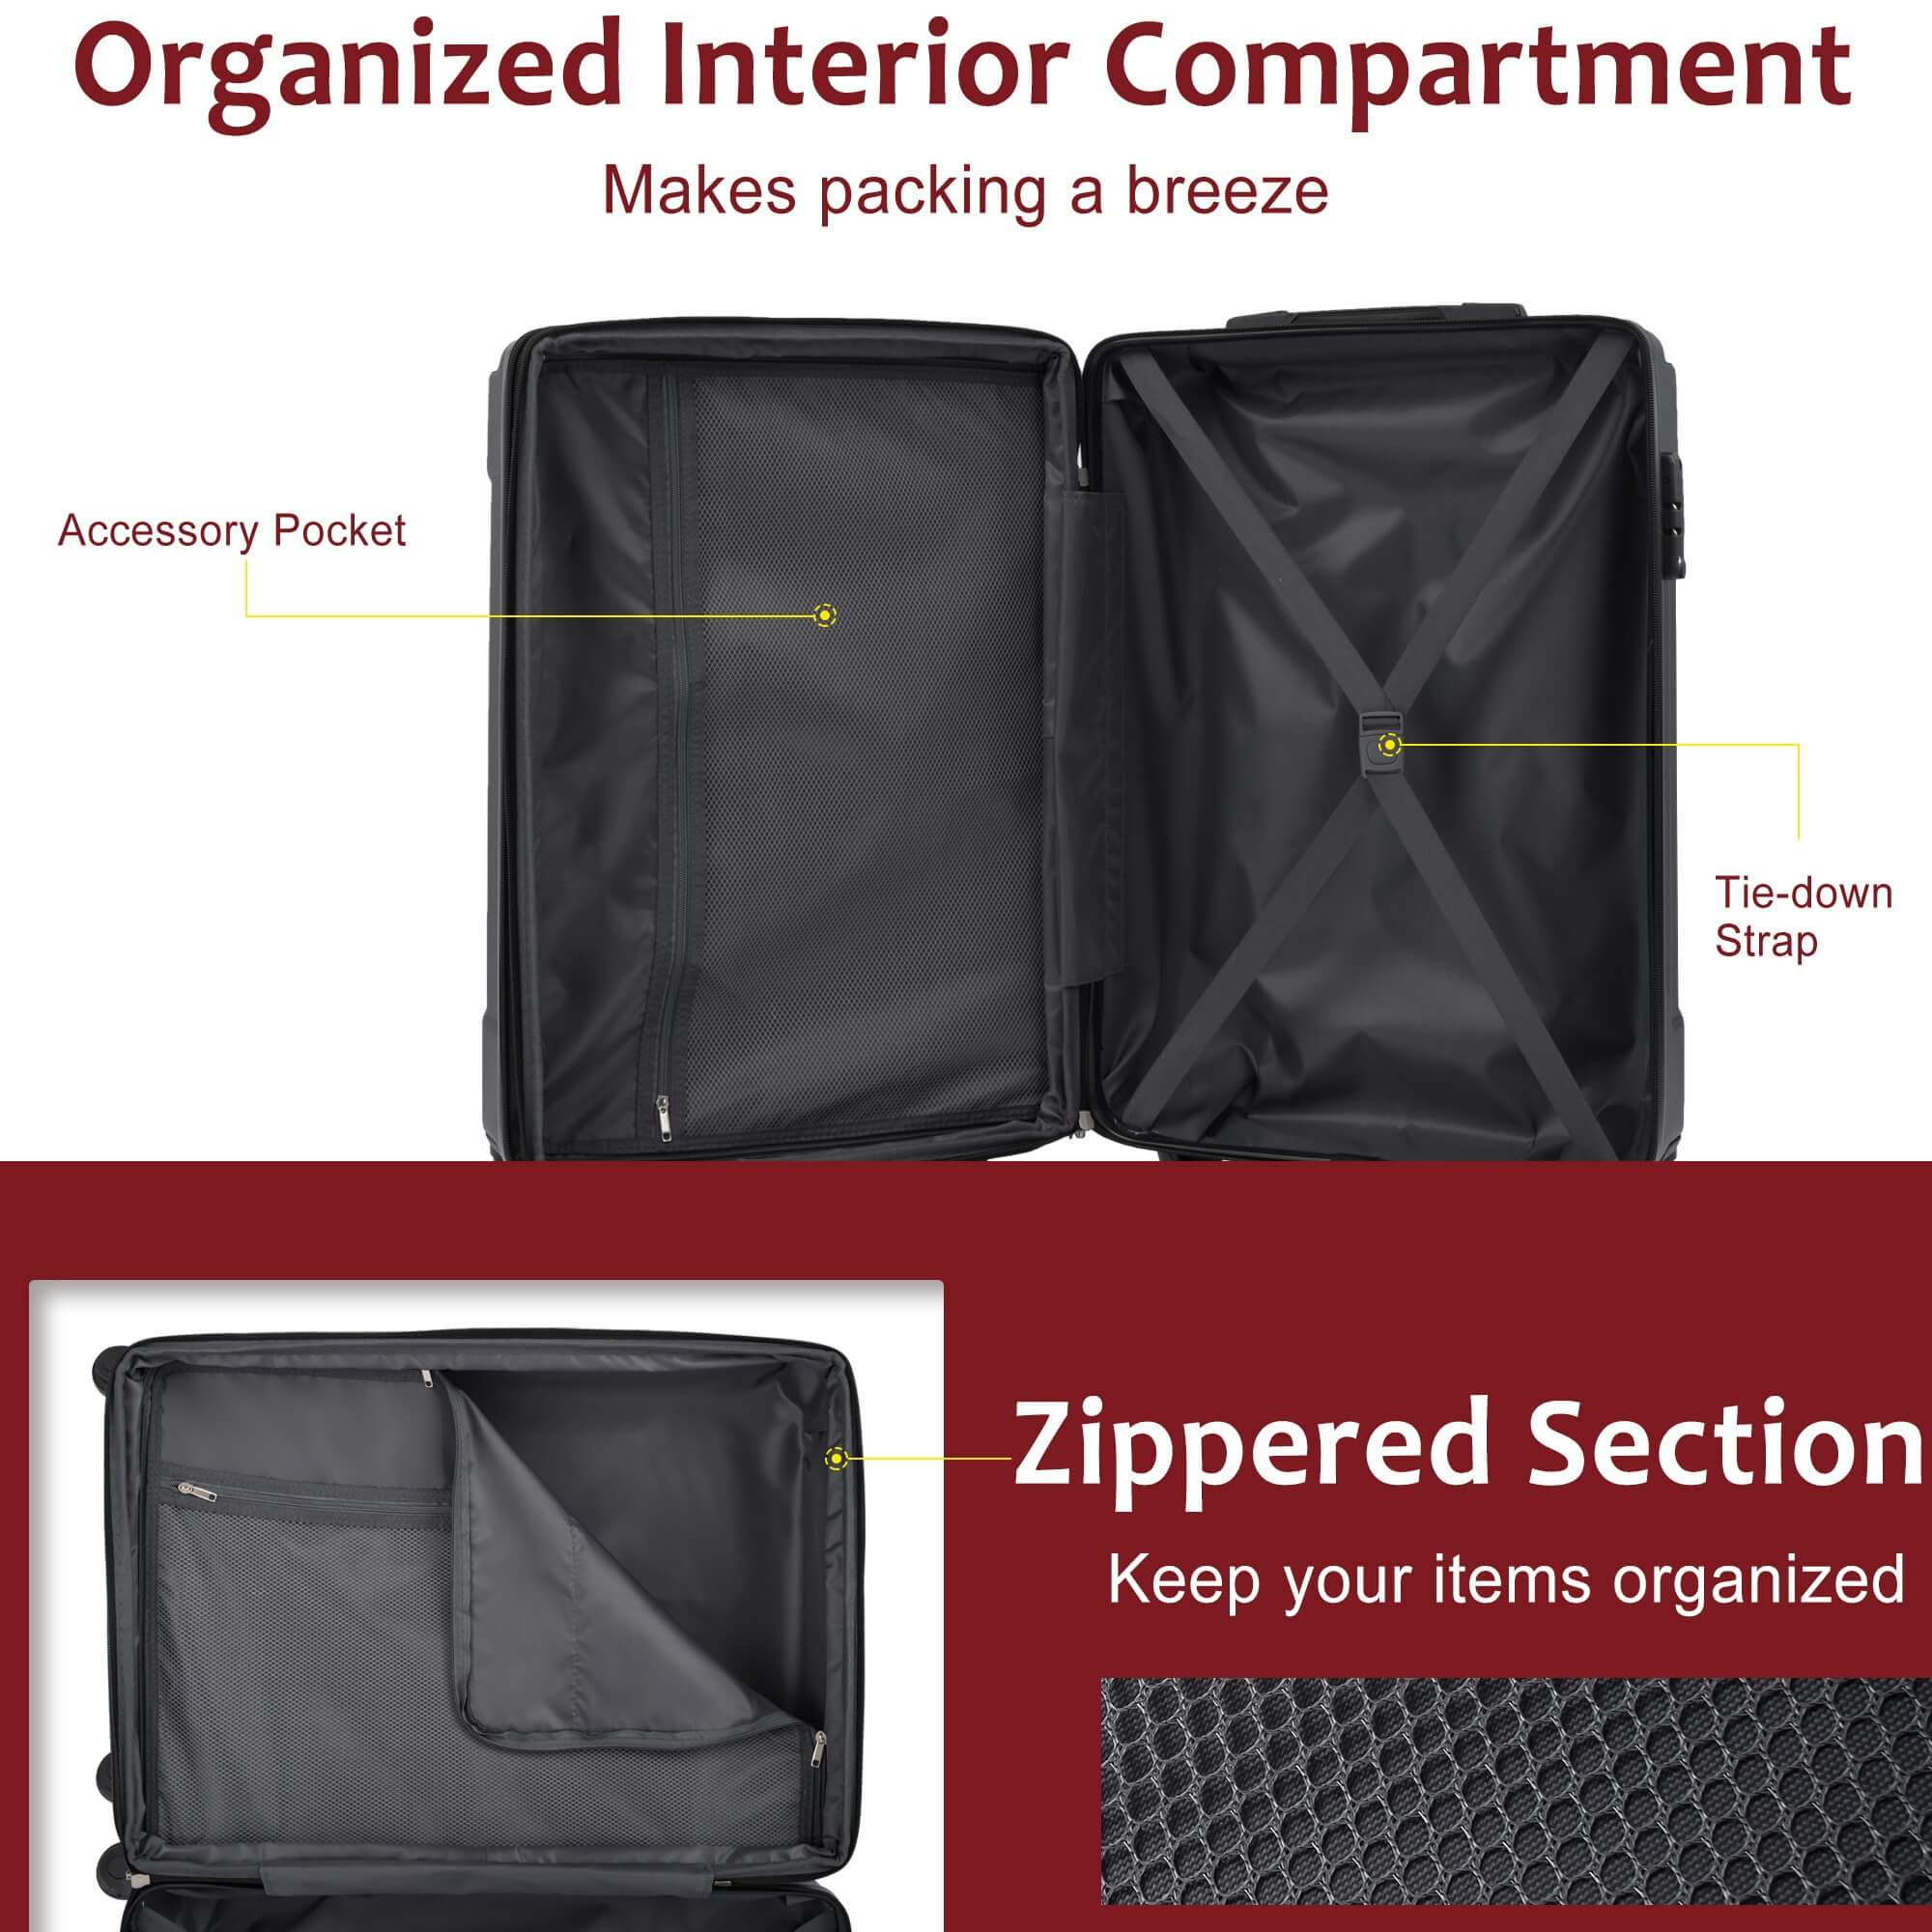 Organized Interior Compartment
Makes packing a breeze
Accessory Pocket
Tie-down
Strap
Zippered Section
Keep your items organized